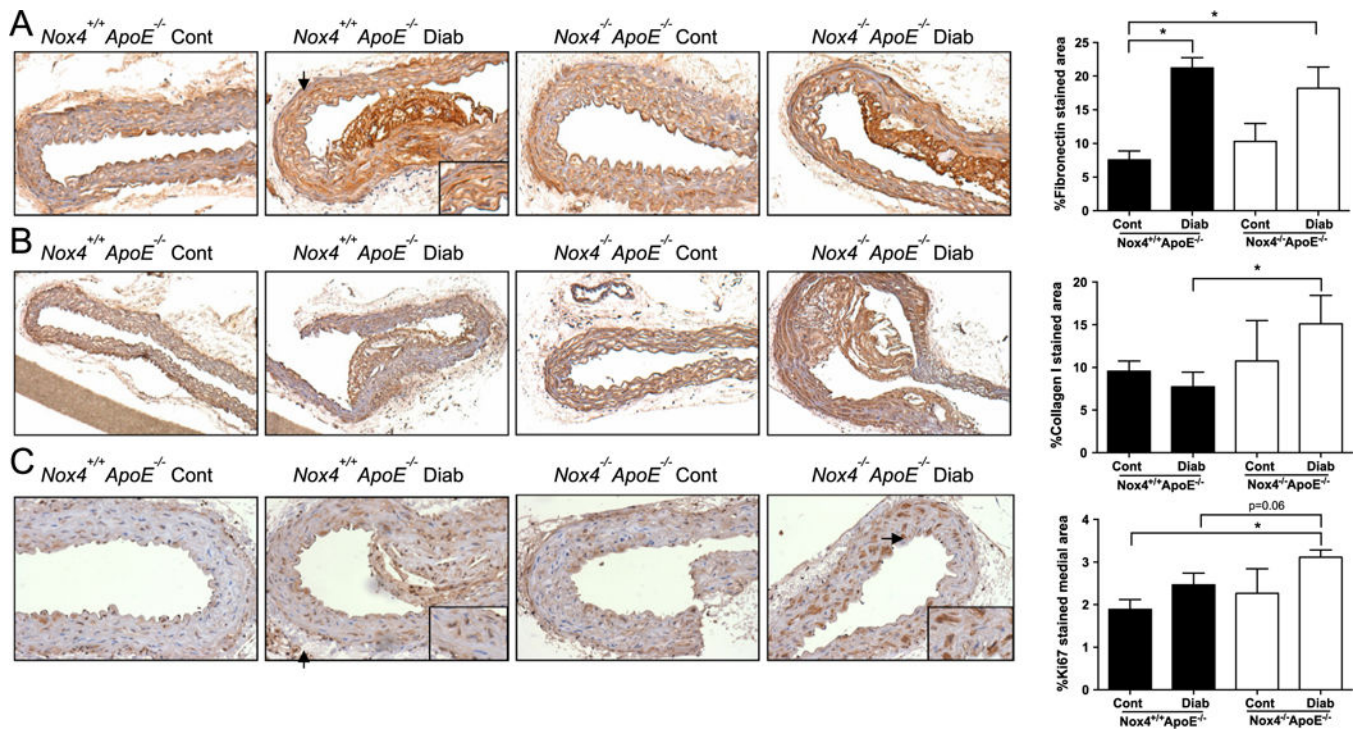 A
Nox4+/+ApoE-/- Cont
Nox4+/+ApoE-/- Diab
Nox4-/-ApoE-/- Cont
Nox4-/-ApoE-/- Diab
%Fibronectin stained area
25
20
15
10
5
0
*
*
Cont Diab Cont Diab
Nox4+/+ApoE-/- Nox4-/-ApoE-/-
B
Nox4+/+ApoE-/- Cont
Nox4+/+ApoE-/- Diab
Nox4-/-ApoE-/- Cont
Nox4-/-ApoE-/- Diab
%Collagen I stained area
20
15
10
5
0
*
Cont Diab Cont Diab
Nox4+/+ApoE-/- Nox4-/-ApoE-/-
C
Nox4+/+ApoE-/- Cont
Nox4+/+ApoE-/- Diab
Nox4-/-ApoE-/- Cont
Nox4-/-ApoE-/- Diab
%Ki67 stained medial area
4
3
2
1
0
p=0.06
*
Cont Diab Cont Diab
Nox4+/+ApoE-/- Nox4-/-ApoE-/-